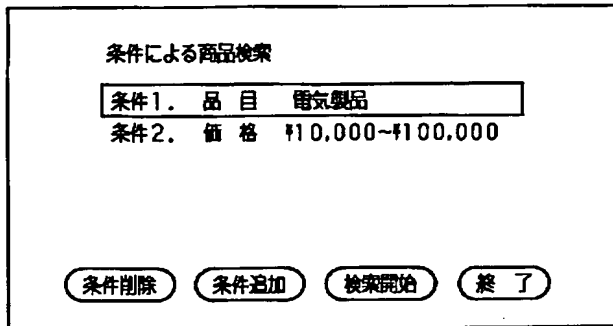 条件による商品検索
条件1. 品 目 電気製品
条件2. 価 格 ¥10,000~¥100,000
条件削除 条件追加 検索開始 終 了